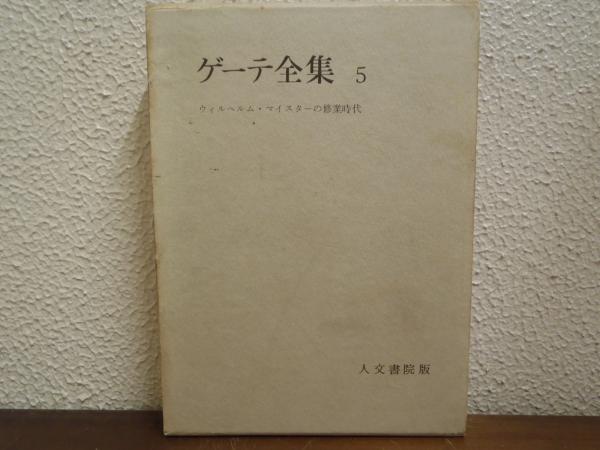 ゲーテ全集 5
ウィルヘルム・マイスターの修業時代
人文書院版